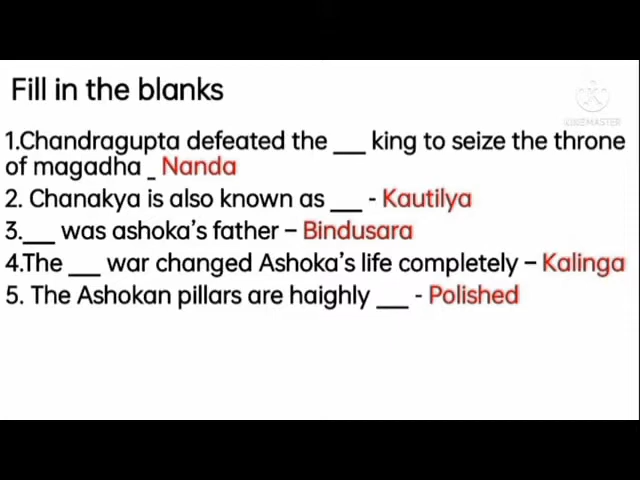 Fill in the blanks
KINEMASTER
1.Chandragupta defeated the ___ king to seize the throne
of magadha _ Nanda
2. Chanakya is also known as ___ - Kautilya
3.___ was ashoka's father – Bindusara
4.The ___ war changed Ashoka's life completely – Kalinga
5. The Ashokan pillars are haighly ___ - Polished